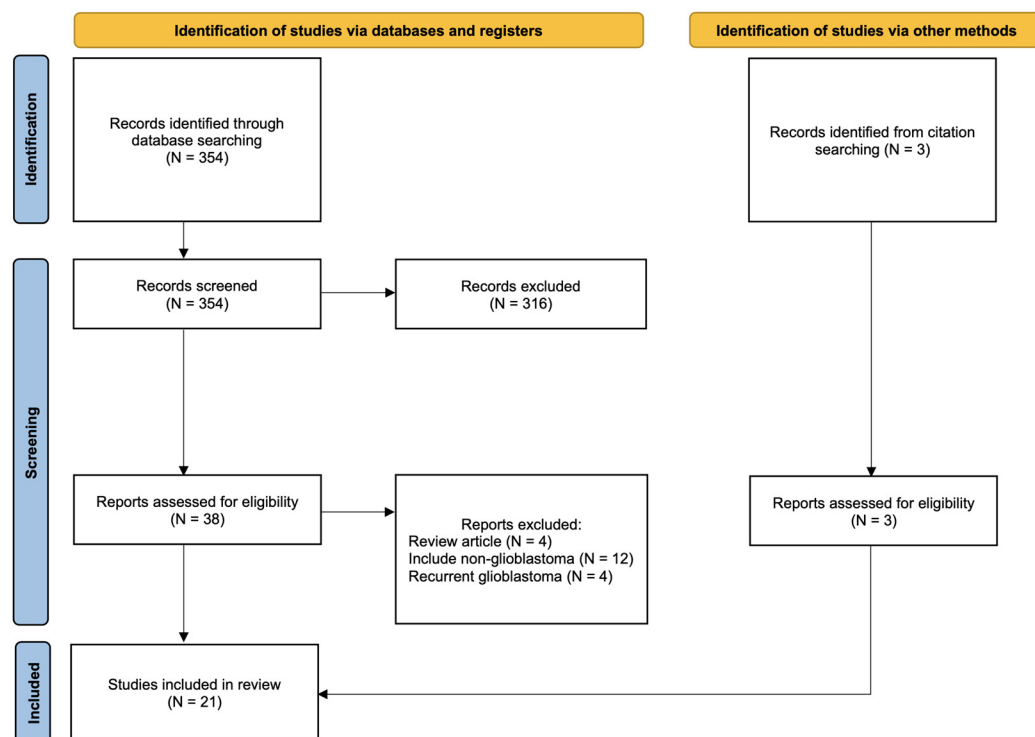 Identification of studies via databases and registers
Identification of studies via other methods
Identification
Records identified through
database searching
(N = 354)
Records identified from citation
searching (N = 3)
Screening
Records screened
(N = 354)
Records excluded
(N = 316)
Reports assessed for eligibility
(N = 38)
Reports excluded:
Review article (N = 4)
Include non-glioblastoma (N = 12)
Recurrent glioblastoma (N = 4)
Reports assessed for eligibility
(N = 3)
Included
Studies included in review
(N = 21)